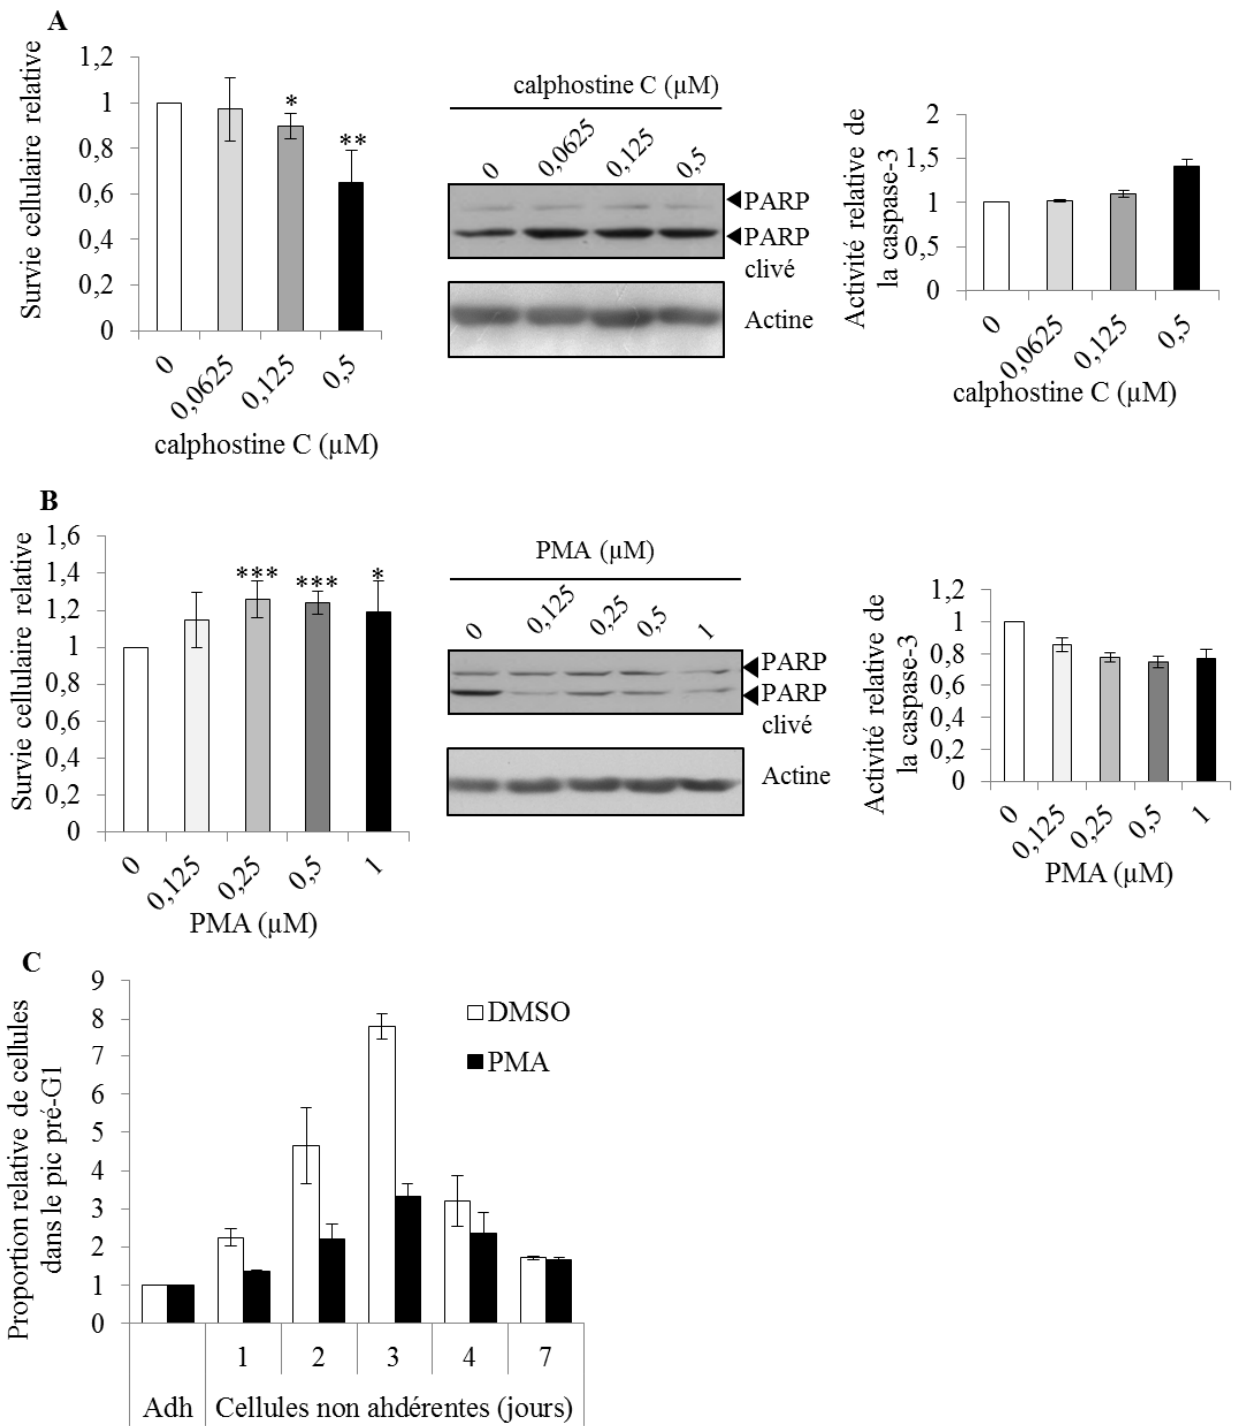 A
Survie cellulaire relative
1,2
1
0,8
0,6
0,4
0,2
0
*
**
0
0,0625
0,125
0,5
calphostine C (µM)
calphostine C (µM)
0
0,0625
0,125
0,5
PARP
PARP
clivé
Actine
Activité relative de
la caspase-3
2
1,5
1
0,5
0
0
0,0625
0,125
0,5
calphostine C (µM)
B
Survie cellulaire relative
1,6
1,4
1,2
1
0,8
0,6
0,4
0,2
0
***
***
*
0
0,125
0,25
0,5
1
PMA (µM)
PMA (µM)
0
0,125
0,25
0,5
1
PARP
PARP
clivé
Actine
Activité relative de
la caspase-3
1,2
1
0,8
0,6
0,4
0,2
0
0
0,125
0,25
0,5
1
PMA (µM)
C
Proportion relative de cellules
dans le pic pré-G1
9
8
7
6
5
4
3
2
1
0
DMSO
PMA
1
2
3
4
7
Adh
Cellules non ahdérentes (jours)